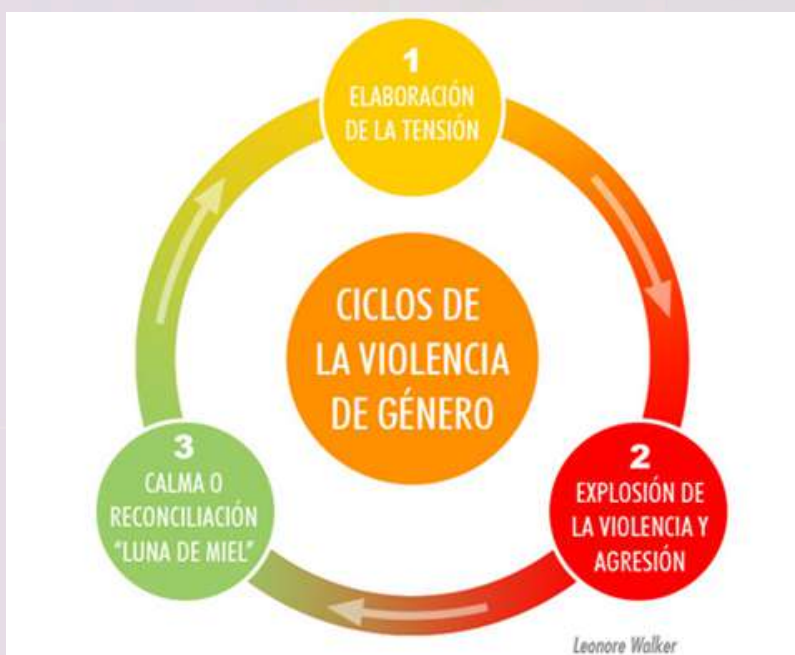 1
ELABORACIÓN
DE LA TENSIÓN
CICLOS DE
LA VIOLENCIA
DE GÉNERO
2
EXPLOSIÓN DE
LA VIOLENCIA Y
AGRESIÓN
3
CALMA O
RECONCILIACIÓN
"LUNA DE MIEL"
Leonore Walker